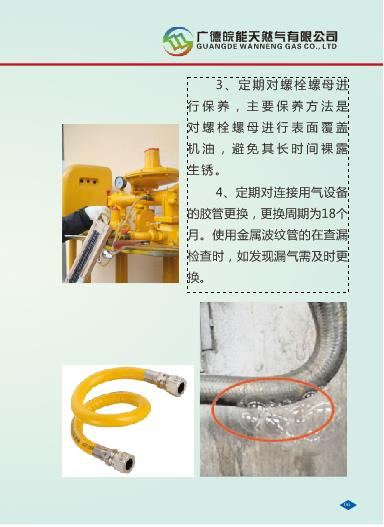 广德皖能天然气有限公司
GUANGDE WANNENG GAS CO., LTD
3、定期对螺栓螺母进
行保养，主要保养方法是
对螺栓螺母进行表面覆盖
机油，避免其长时间裸露
生锈。
4、定期对连接用气设备
的胶管更换，更换周期为18个
月。使用金属波纹管的在查漏
检查时，如发现漏气需及时更
换。